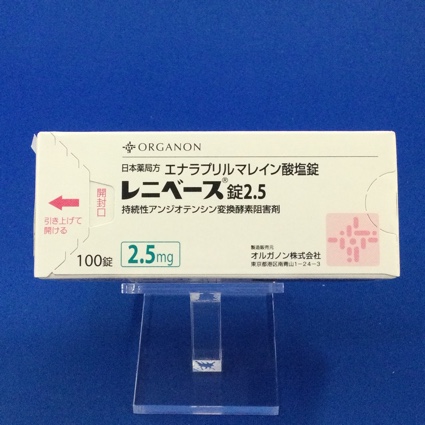 ORGANON
日本薬局方 エナラプリルマレイン酸塩錠
レニベース®錠2.5
持続性アンジオテンシン変換酵素阻害剤
開封口
引き上げて
開ける
100錠
2.5mg
製造販売元
オルガノン株式会社
東京都港区南青山1-24-3